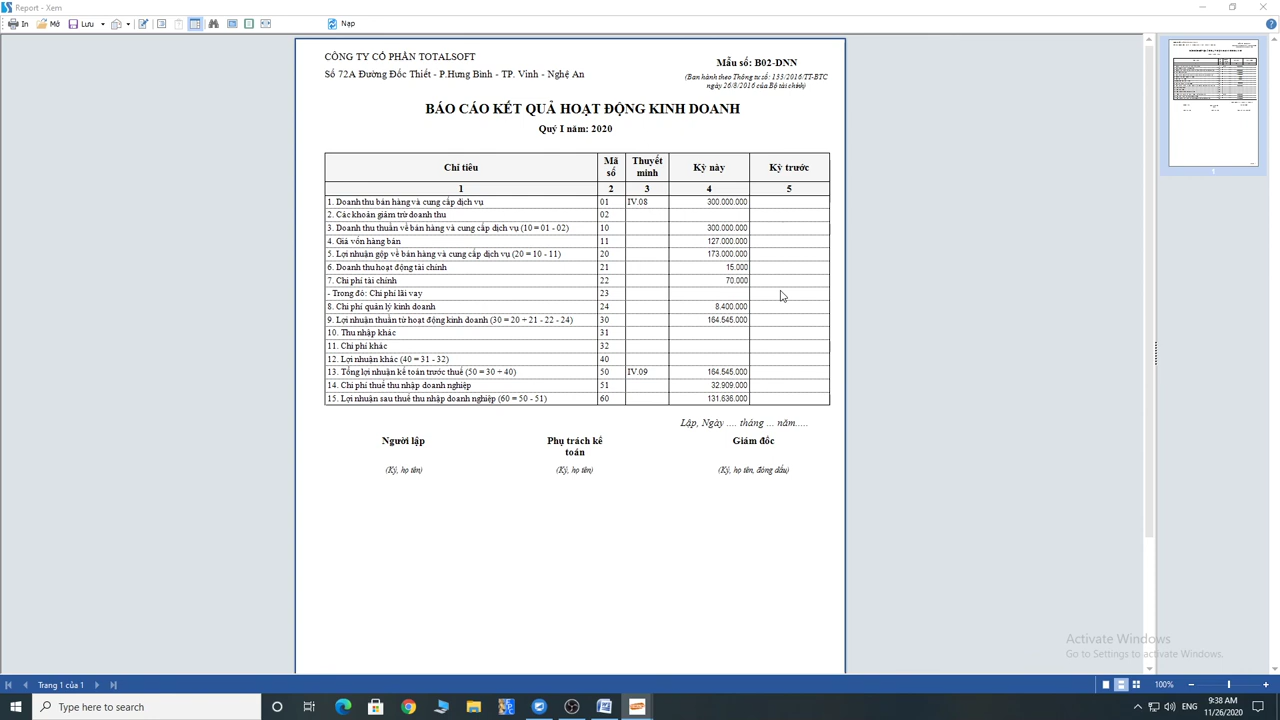 Report - Xem
In Mở Lưu Nạp
CÔNG TY CỔ PHẦN TOTALSOFT
Số 72A Đường Đốc Thiết - P.Hưng Bình - TP. Vinh - Nghệ An
Mẫu số: B02-DNN
(Ban hành theo Thông tư số: 133/2016/TT-BTC
ngày 26/8/2016 của Bộ tài chính)
BÁO CÁO KẾT QUẢ HOẠT ĐỘNG KINH DOANH
Quý I năm: 2020
Chỉ tiêu Mã số Thuyết minh Kỳ này Kỳ trước
1 2 3 4 5
1. Doanh thu bán hàng và cung cấp dịch vụ 01 IV.08 300.000.000
2. Các khoản giảm trừ doanh thu 02
3. Doanh thu thuần về bán hàng và cung cấp dịch vụ (10 = 01 - 02) 10 300.000.000
4. Giá vốn hàng bán 11 127.000.000
5. Lợi nhuận gộp về bán hàng và cung cấp dịch vụ (20 = 10 - 11) 20 173.000.000
6. Doanh thu hoạt động tài chính 21 15.000
7. Chi phí tài chính 22 70.000
- Trong đó: Chi phí lãi vay 23
8. Chi phí quản lý kinh doanh 24 8.400.000
9. Lợi nhuận thuần từ hoạt động kinh doanh (30 = 20 + 21 - 22 - 24) 30 164.545.000
10. Thu nhập khác 31
11. Chi phí khác 32
12. Lợi nhuận khác (40 = 31 - 32) 40
13. Tổng lợi nhuận kế toán trước thuế (50 = 30 + 40) 50 IV.09 164.545.000
14. Chi phí thuế thu nhập doanh nghiệp 51 32.909.000
15. Lợi nhuận sau thuế thu nhập doanh nghiệp (60 = 50 - 51) 60 131.636.000
Lập, Ngày .... tháng ... năm.....
Người lập Phụ trách kế toán Giám đốc
(Ký, họ tên) (Ký, họ tên) (Ký, họ tên, đóng dấu)
1
Activate Windows
Go to Settings to activate Windows.
Trang 1 của 1 100%
Type here to search
ENG
9:38 AM
11/26/2020